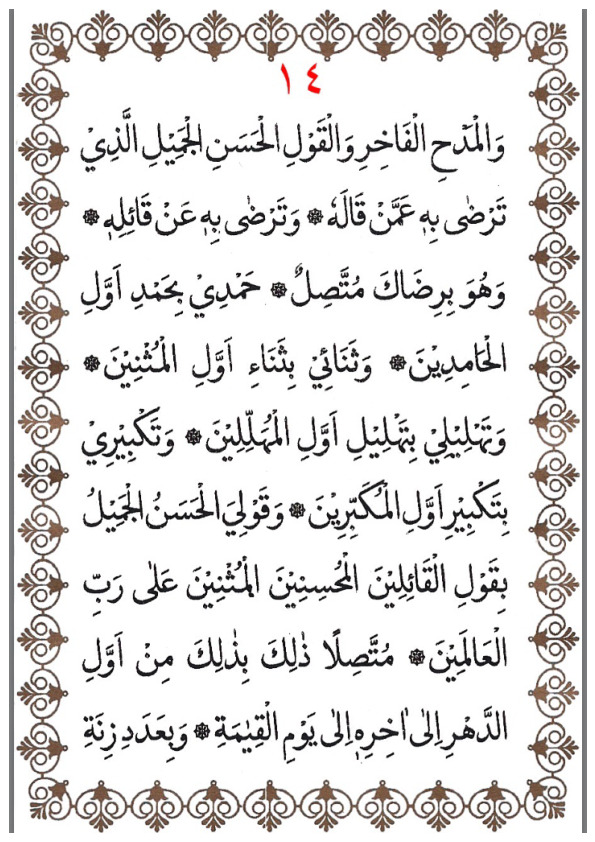 ١٤
وَالْمَدْحِ الْفَاخِرِ وَالْقَوْلِ الْحَسَنِ الْجَمِيْلِ الَّذِيْ
تَرْضٰى بِهٖ عَمَّنْ قَالَهٗ ۞ وَتَرْضٰى بِهٖ عَنْ قَائِلِهٖ ۞
وَهُوَ بِرِضَاكَ مُتَّصِلٌ ۞ حَمْدِيْ بِحَمْدِ اَوَّلِ
الْحَامِدِيْنَ ۞ وَثَنَائِيْ بِثَنَاءِ اَوَّلِ الْمُثْنِيْنَ ۞
وَتَهْلِيْلِيْ بِتَهْلِيْلِ اَوَّلِ الْمُهَلِّلِيْنَ ۞ وَتَكْبِيْرِيْ
بِتَكْبِيْرِ اَوَّلِ الْمُكَبِّرِيْنَ ۞ وَقَوْلِيَ الْحَسَنُ الْجَمِيْلُ
بِقَوْلِ الْقَائِلِيْنَ الْمُحْسِنِيْنَ الْمُثْنِيْنَ عَلٰى رَبِّ
الْعَالَمِيْنَ ۞ مُتَّصِلًا ذٰلِكَ بِذٰلِكَ مِنْ اَوَّلِ
الدَّهْرِ اِلٰى اٰخِرِهٖ اِلٰى يَوْمِ الْقِيٰمَةِ ۞ وَبِعَدَدِ زِنَةِ